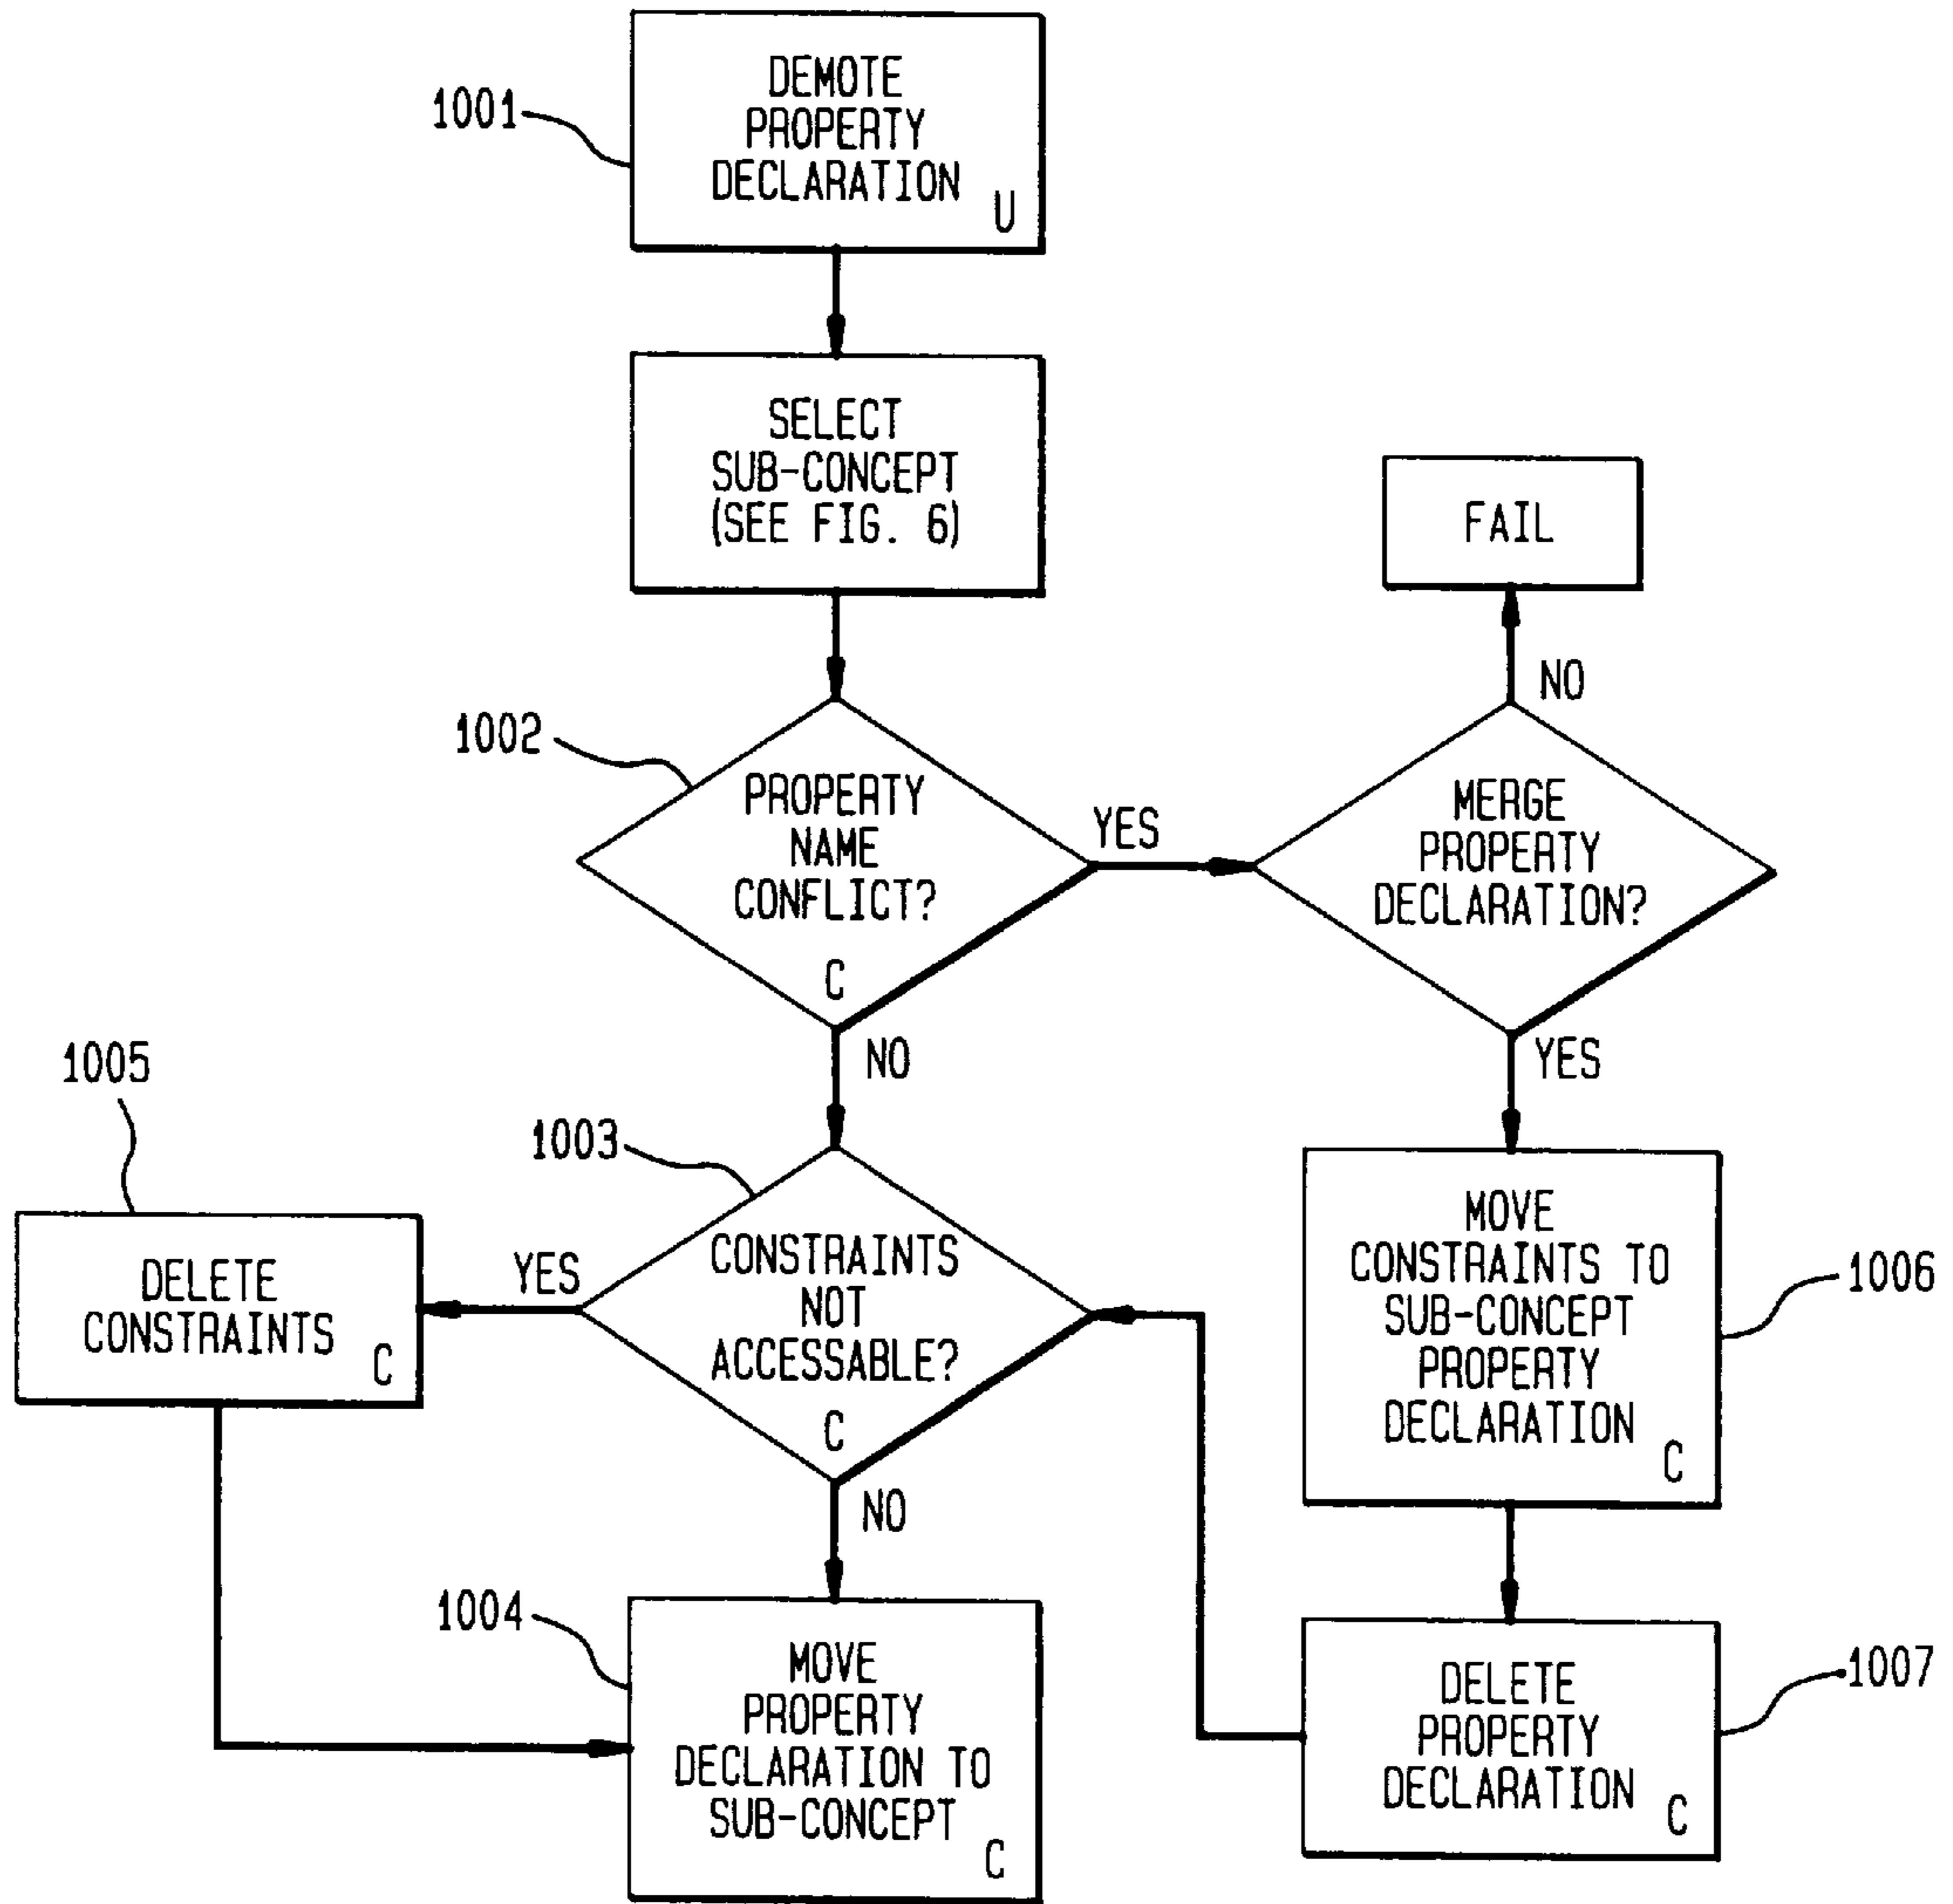 DEMOTE
PROPERTY
DECLARATION
U
1001
SELECT
SUB-CONCEPT
(SEE FIG. 6)
FAIL
NO
1002
PROPERTY
NAME
CONFLICT?
C
YES
MERGE
PROPERTY
DECLARATION?
NO
YES
1005
1003
DELETE
CONSTRAINTS
C
YES
CONSTRAINTS
NOT
ACCESSABLE?
C
MOVE
CONSTRAINTS TO
SUB-CONCEPT
PROPERTY
DECLARATION
C
1006
NO
1004
MOVE
PROPERTY
DECLARATION TO
SUB-CONCEPT
C
DELETE
PROPERTY
DECLARATION
C
1007